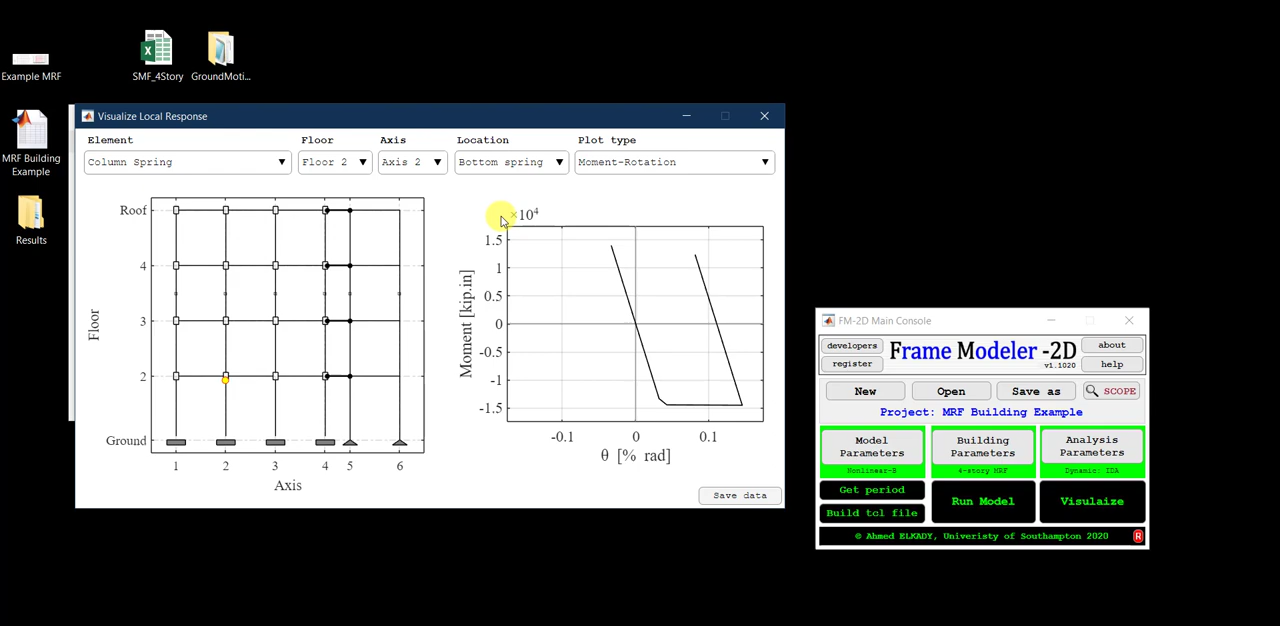 Example MRF
SMF_4Story
GroundMoti...
MRF Building
Example
Results
Visualize Local Response
Element
Floor
Axis
Location
Plot type
Column Spring
Floor 2
Axis 2
Bottom spring
Moment-Rotation
Roof
4
3
2
Ground
Floor
1 2 3 4 5 6
Axis
×10⁴
1.5
1
0.5
0
-0.5
-1
-1.5
Moment [kip.in]
-0.1 0 0.1
θ [% rad]
Save data
FM-2D Main Console
developers
register
Frame Modeler -2D
v1.1020
about
help
New
Open
Save as
SCOPE
Project: MRF Building Example
Model
Parameters
Nonlinear-B
Building
Parameters
4-story MRF
Analysis
Parameters
Dynamic: IDA
Get period
Build tcl file
Run Model
Visulaize
© Ahmed ELKADY, Univeristy of Southampton 2020
R